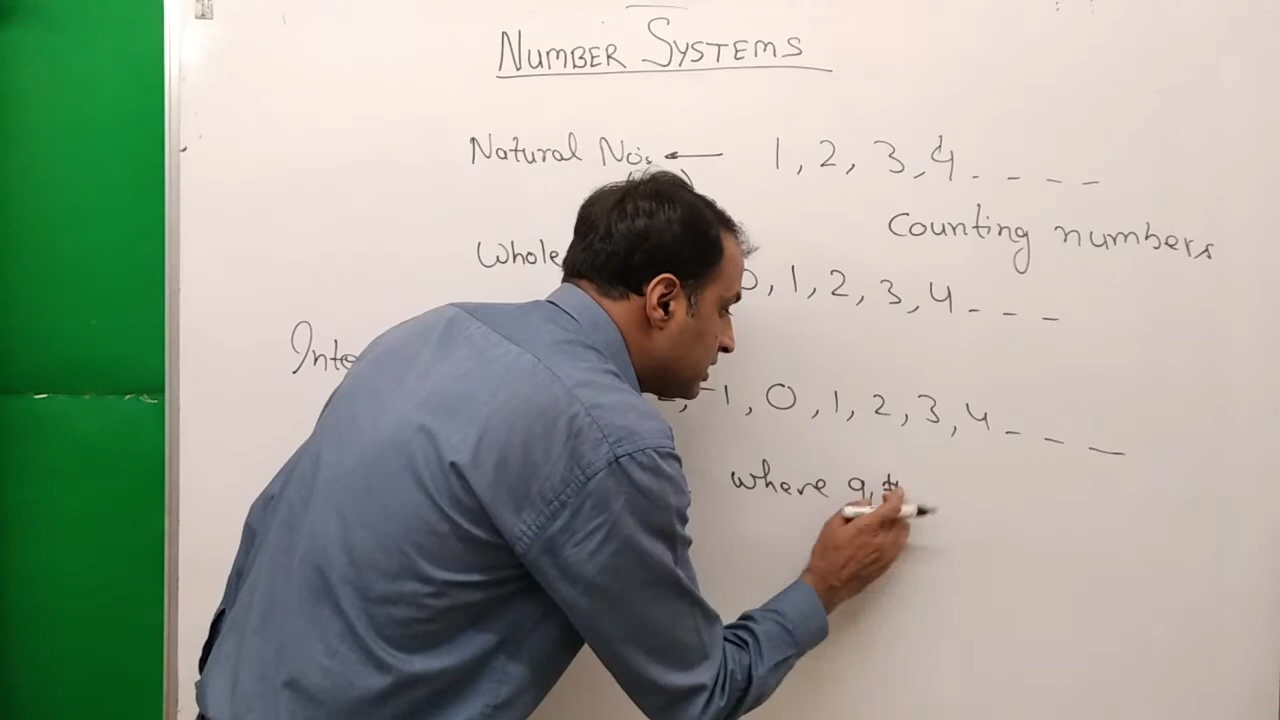 NUMBER SYSTEMS
Natural No's ← 1, 2, 3, 4 - - - -
Counting numbers
Whole 0, 1, 2, 3, 4 - - -
Inte -1, 0, 1, 2, 3, 4 - - -
where q, ≠